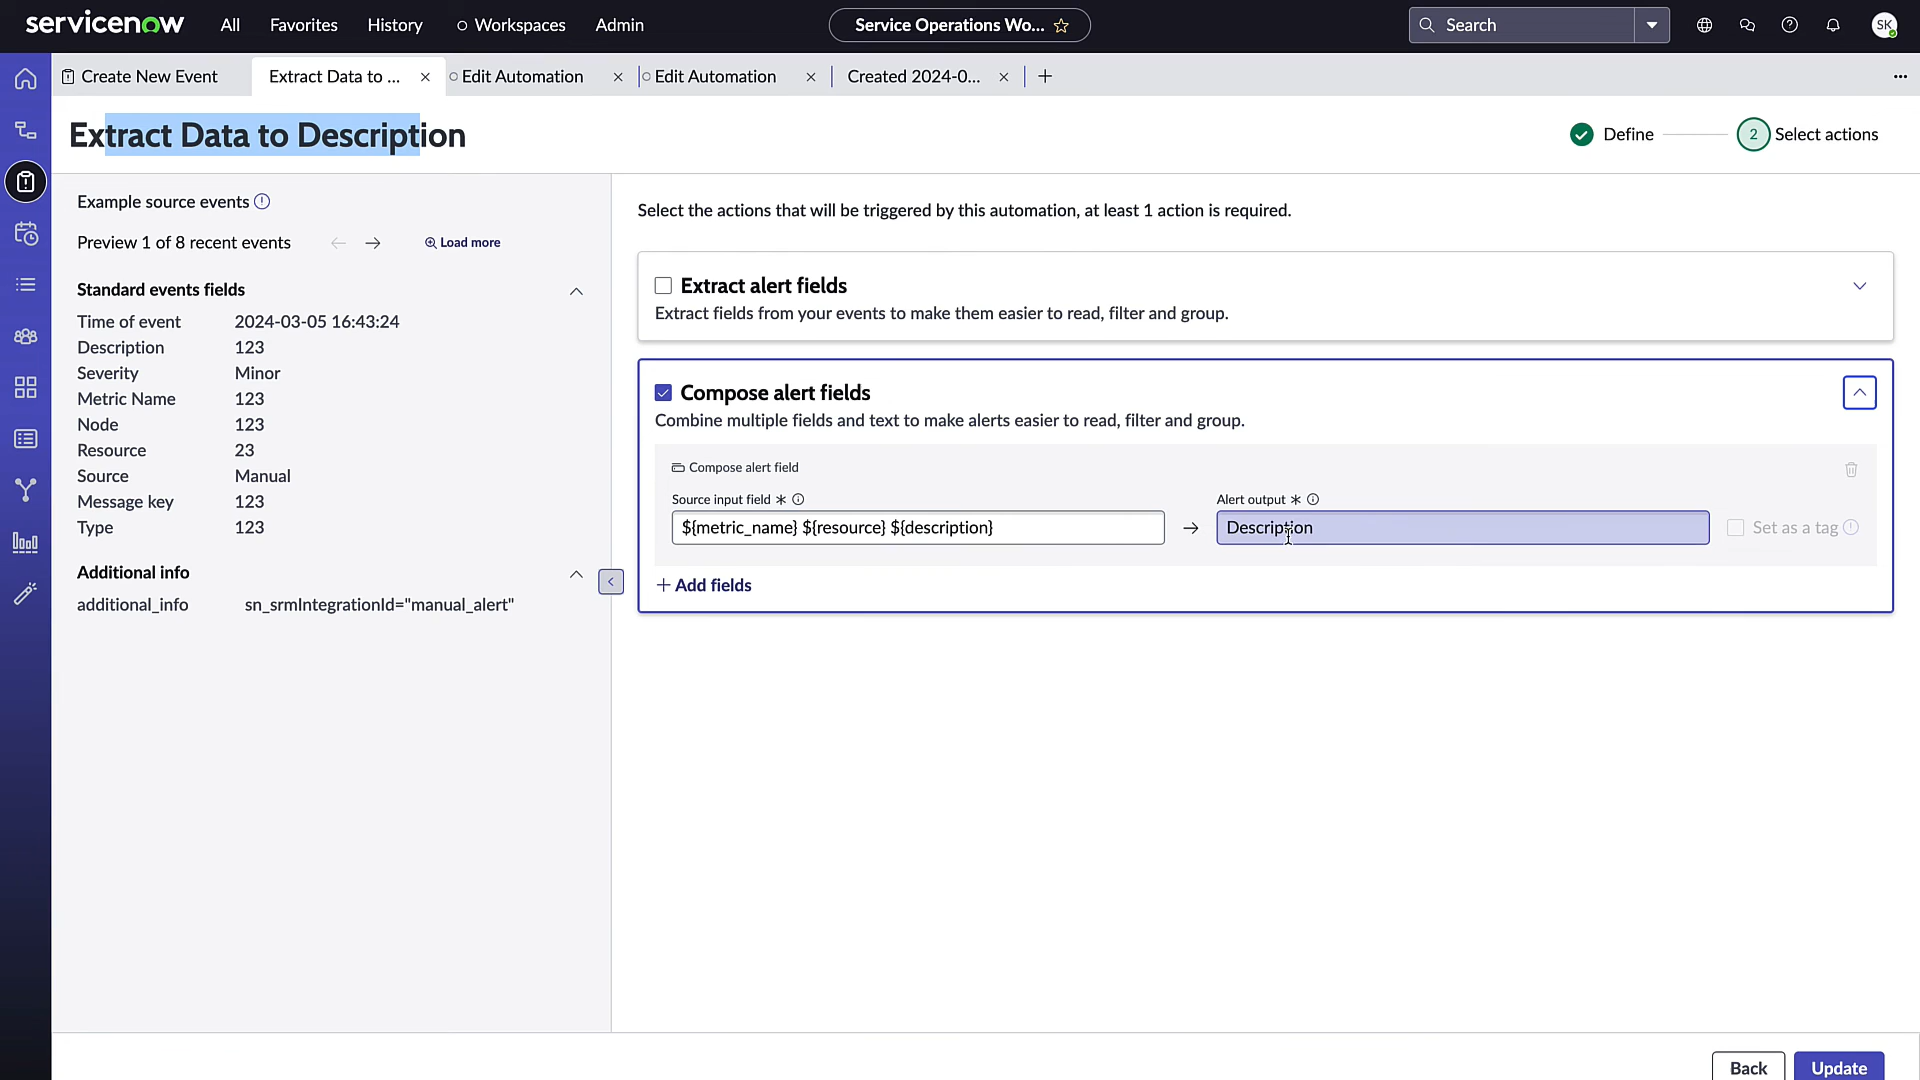 servicenow All Favorites History Workspaces Admin Service Operations Wo... Search SK
Create New Event Extract Data to ... Edit Automation Edit Automation Created 2024-0...
Extract Data to Description
Define 2 Select actions
Example source events
Preview 1 of 8 recent events Load more
Standard events fields
Time of event 2024-03-05 16:43:24
Description 123
Severity Minor
Metric Name 123
Node 123
Resource 23
Source Manual
Message key 123
Type 123
Additional info
additional_info sn_srmIntegrationId="manual_alert"
Select the actions that will be triggered by this automation, at least 1 action is required.
Extract alert fields
Extract fields from your events to make them easier to read, filter and group.
Compose alert fields
Combine multiple fields and text to make alerts easier to read, filter and group.
Compose alert field
Source input field * Alert output *
${metric_name} ${resource} ${description} → Description Set as a tag
+ Add fields
Back Update